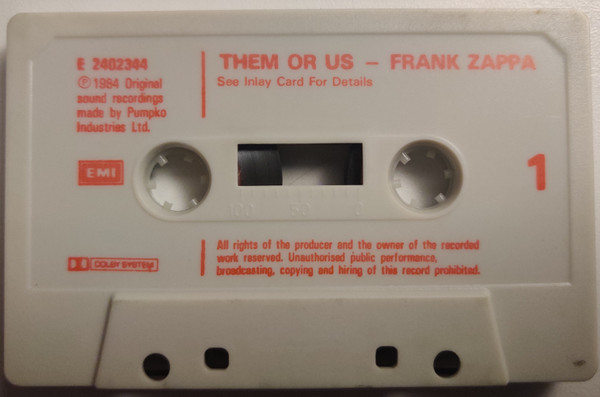 E 2402344
Ⓟ 1984 Original
sound recordings
made by Pumpko
Industries Ltd.
THEM OR US – FRANK ZAPPA
See Inlay Card For Details
EMI
1
100 50 0
DOLBY SYSTEM
All rights of the producer and the owner of the recorded
work reserved. Unauthorised public performance,
broadcasting, copying and hiring of this record prohibited.